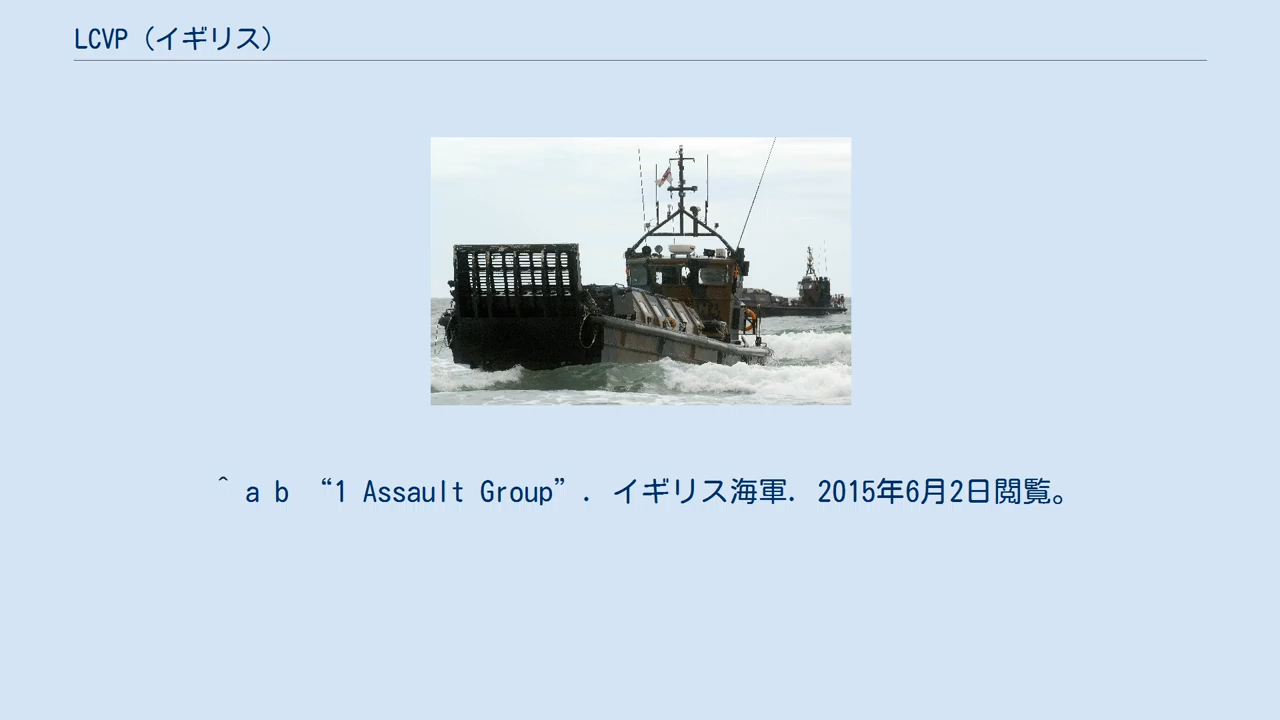 LCVP（イギリス）
^ a b “1 Assault Group”. イギリス海軍. 2015年6月2日閲覧。